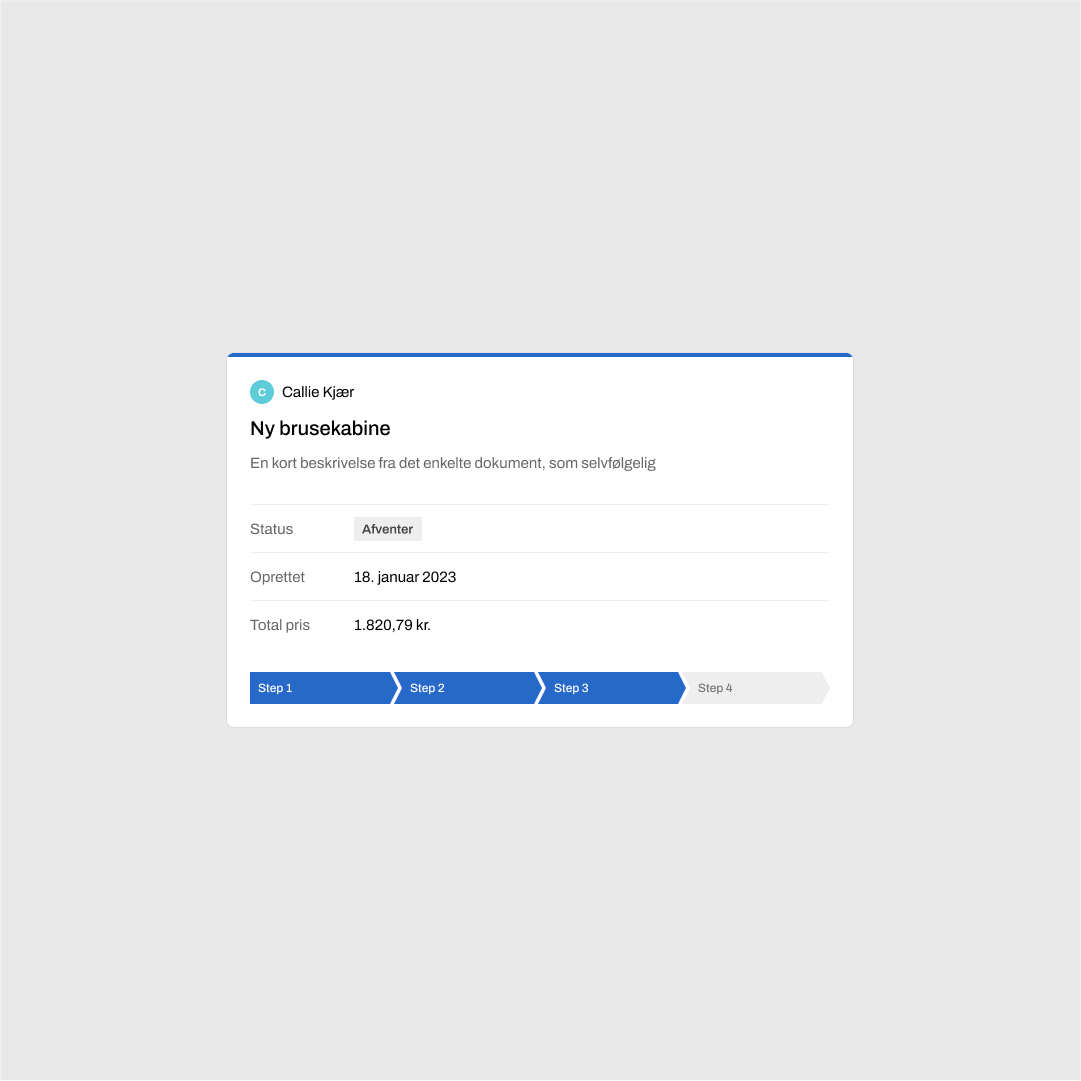 C Callie Kjær
Ny brusekabine
En kort beskrivelse fra det enkelte dokument, som selvfølgelig
Status Afventer
Oprettet 18. januar 2023
Total pris 1.820,79 kr.
Step 1 Step 2 Step 3 Step 4